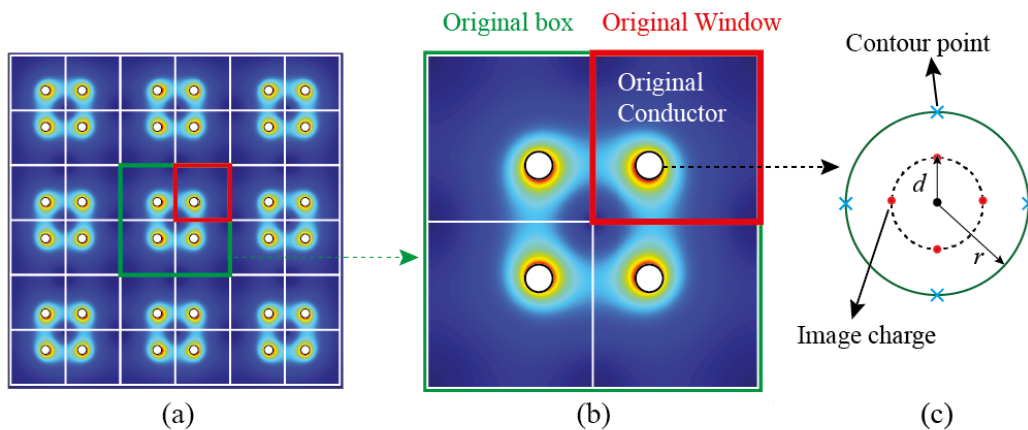 Original box
Original Window
Contour point
Original
Conductor
d
r
Image charge
(a)
(b)
(c)